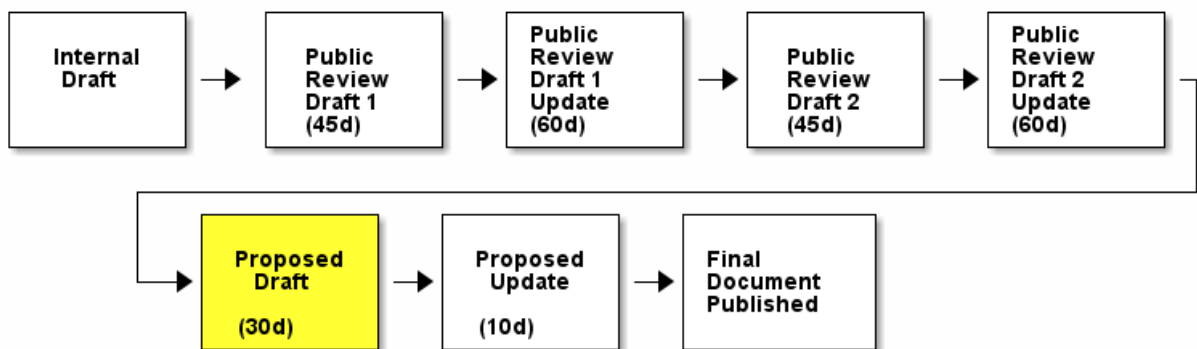 Internal
Draft
Public
Review
Draft 1
(45d)
Public
Review
Draft 1
Update
(60d)
Public
Review
Draft 2
(45d)
Public
Review
Draft 2
Update
(60d)
Proposed
Draft
(30d)
Proposed
Update
(10d)
Final
Document
Published